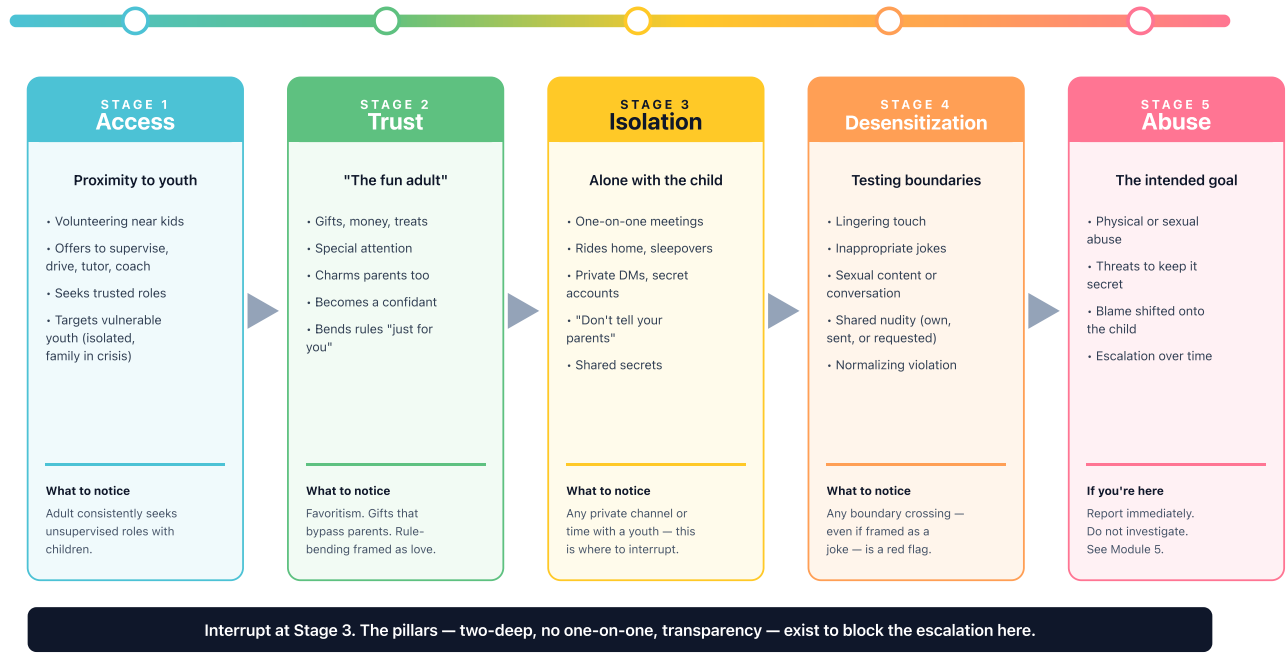 STAGE 1
Access
Proximity to youth
• Volunteering near kids
• Offers to supervise,
drive, tutor, coach
• Seeks trusted roles
• Targets vulnerable
youth (isolated,
family in crisis)
What to notice
Adult consistently seeks
unsupervised roles with
children.
STAGE 2
Trust
"The fun adult"
• Gifts, money, treats
• Special attention
• Charms parents too
• Becomes a confidant
• Bends rules "just for
you"
What to notice
Favoritism. Gifts that
bypass parents. Rule-
bending framed as love.
STAGE 3
Isolation
Alone with the child
• One-on-one meetings
• Rides home, sleepovers
• Private DMs, secret
accounts
• "Don't tell your
parents"
• Shared secrets
What to notice
Any private channel or
time with a youth — this
is where to interrupt.
STAGE 4
Desensitization
Testing boundaries
• Lingering touch
• Inappropriate jokes
• Sexual content or
conversation
• Shared nudity (own,
sent, or requested)
• Normalizing violation
What to notice
Any boundary crossing —
even if framed as a
joke — is a red flag.
STAGE 5
Abuse
The intended goal
• Physical or sexual
abuse
• Threats to keep it
secret
• Blame shifted onto
the child
• Escalation over time
If you're here
Report immediately.
Do not investigate.
See Module 5.
Interrupt at Stage 3. The pillars — two-deep, no one-on-one, transparency — exist to block the escalation here.